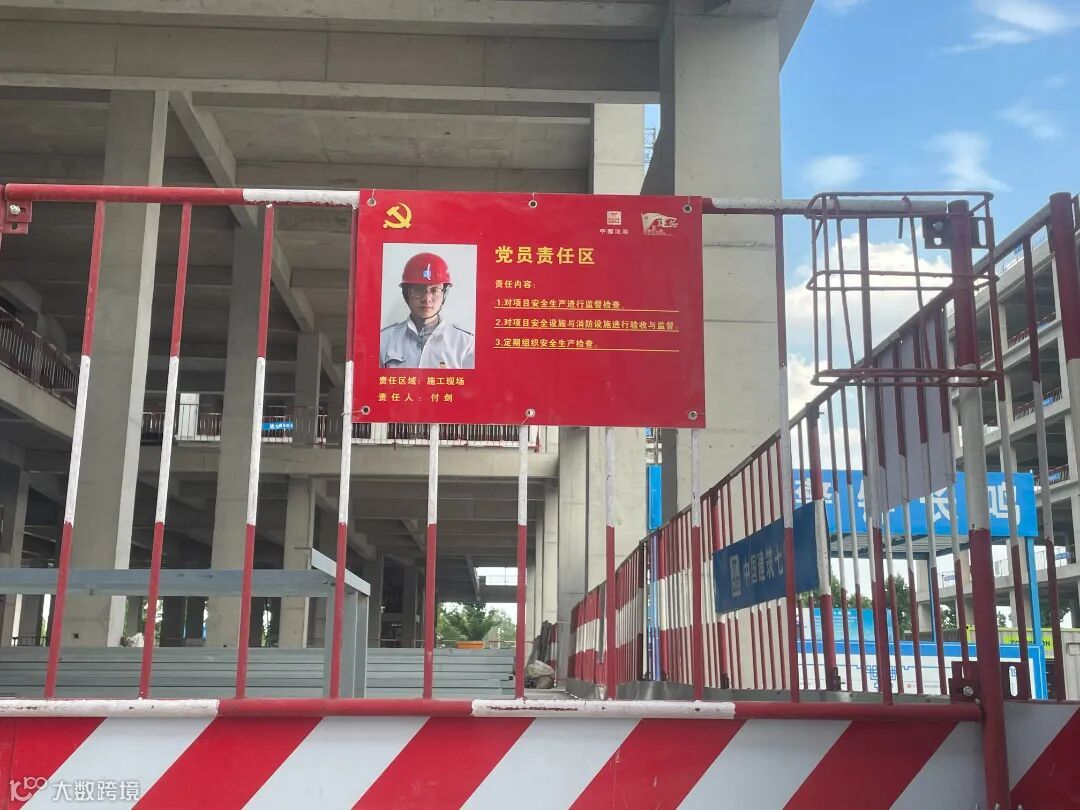 中国建筑
党员责任区
责任内容：
1.对项目安全生产进行监督检查。
2.对项目安全设施与消防设施进行验收与监督。
3.定期组织安全生产检查。
责任区域：施工现场
责任人：付剑
中国建筑七
长鸣
大数跨境